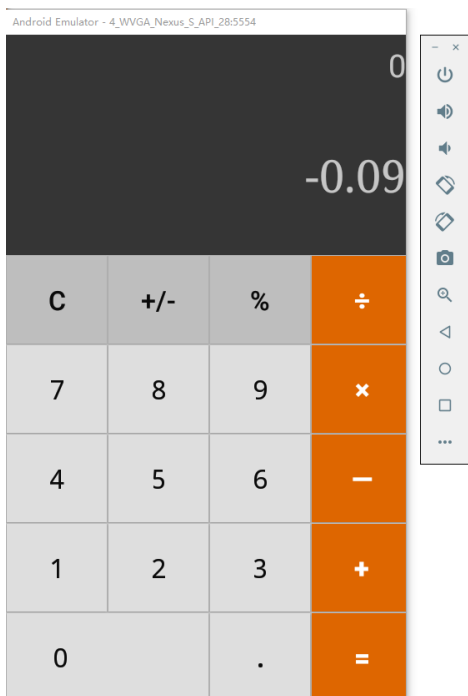 Android Emulator - 4_WVGA_Nexus_S_API_28:5554
0
-0.09
C +/- % ÷
7 8 9 ×
4 5 6 −
1 2 3 +
0 . =